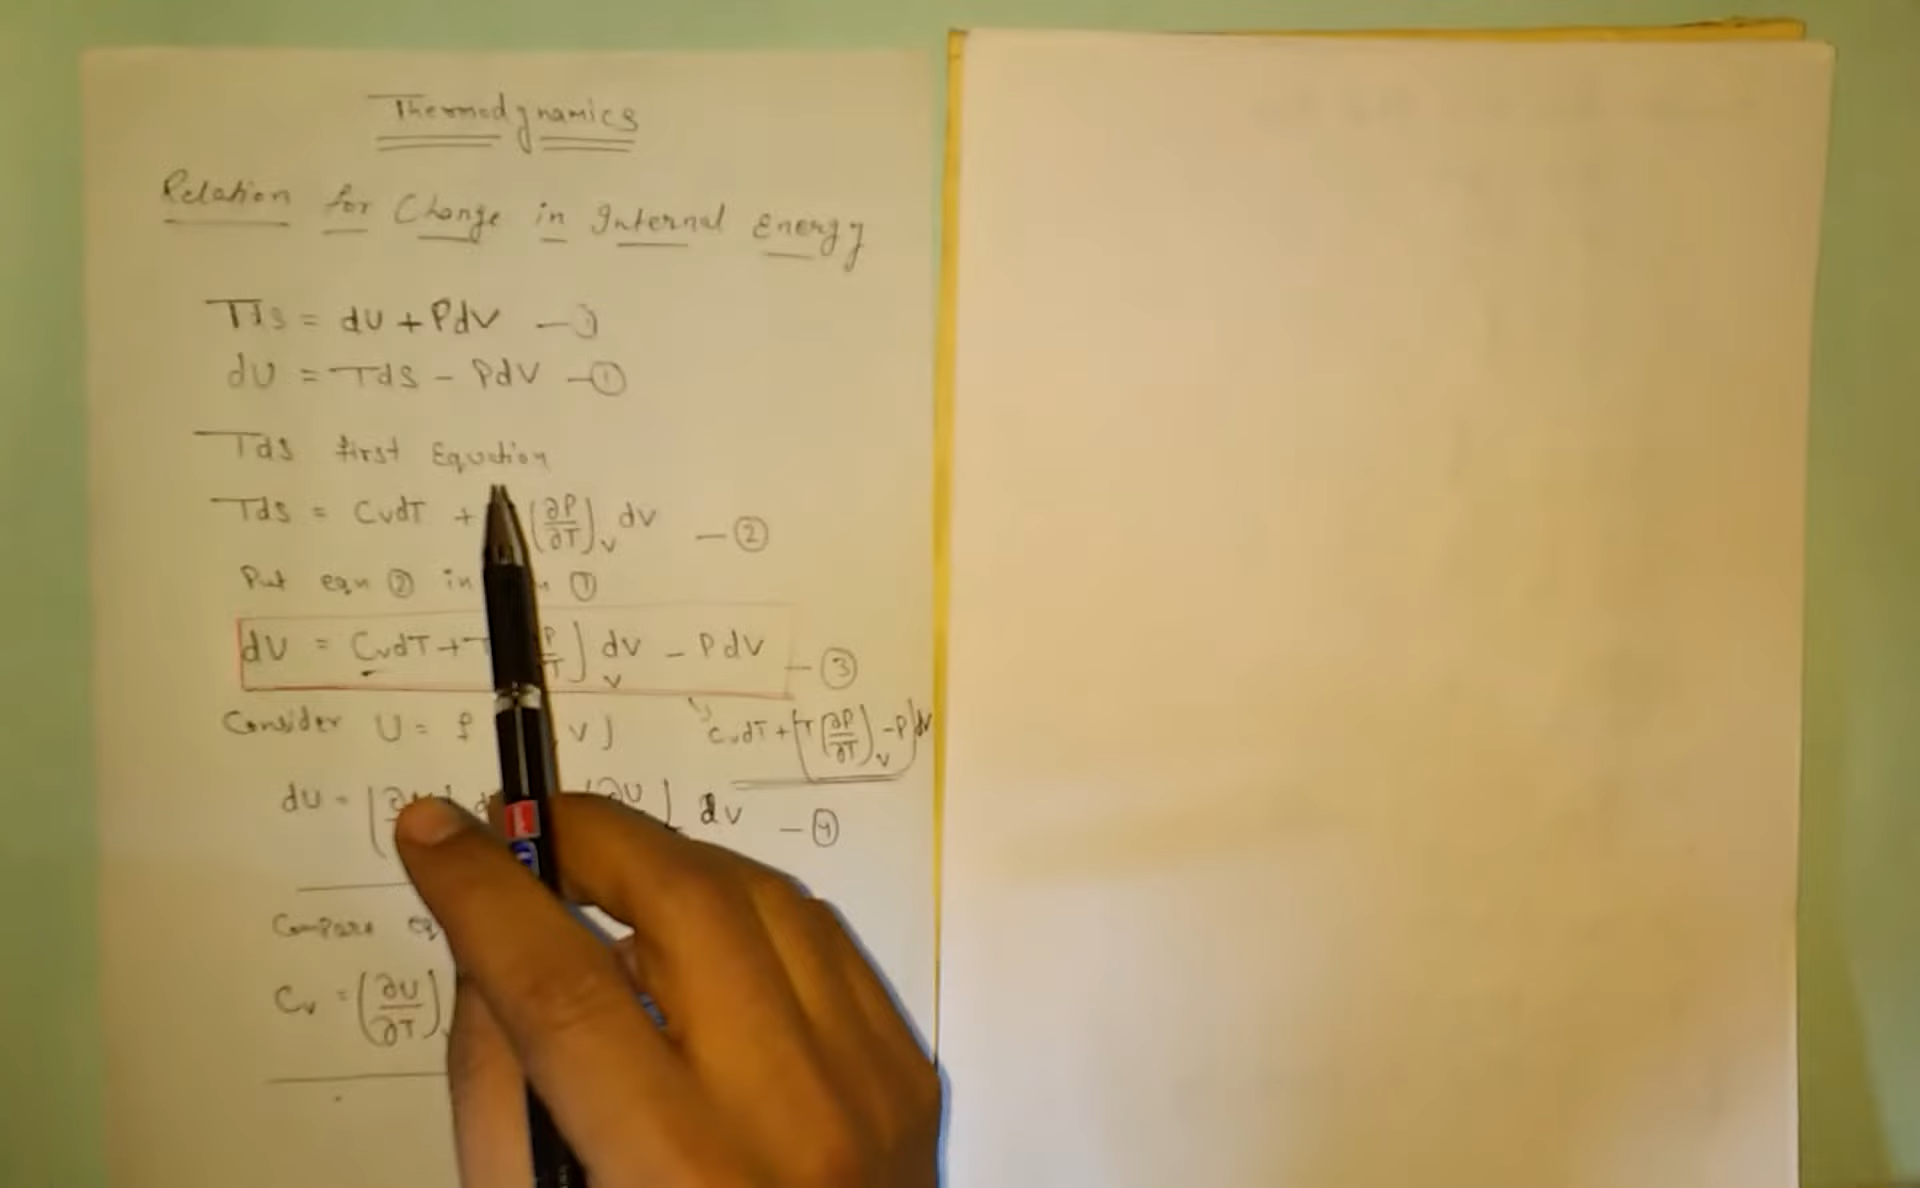 Thermodynamics
Relation for Change in Internal Energy
TdS = dU + PdV — 1
dU = TdS - PdV — ①
Tds first Equation
Tds = CvdT + (∂P/∂T)v dv — ②
Put eqn ② in ①
dU = CvdT + T P/T) v dv - PdV — ③
Consider U = f v)
CvdT + [T(∂P/∂T)v - P]dv
dU = (∂U d (∂U dv — ④
Compare eq
Cv = (∂U/∂T)